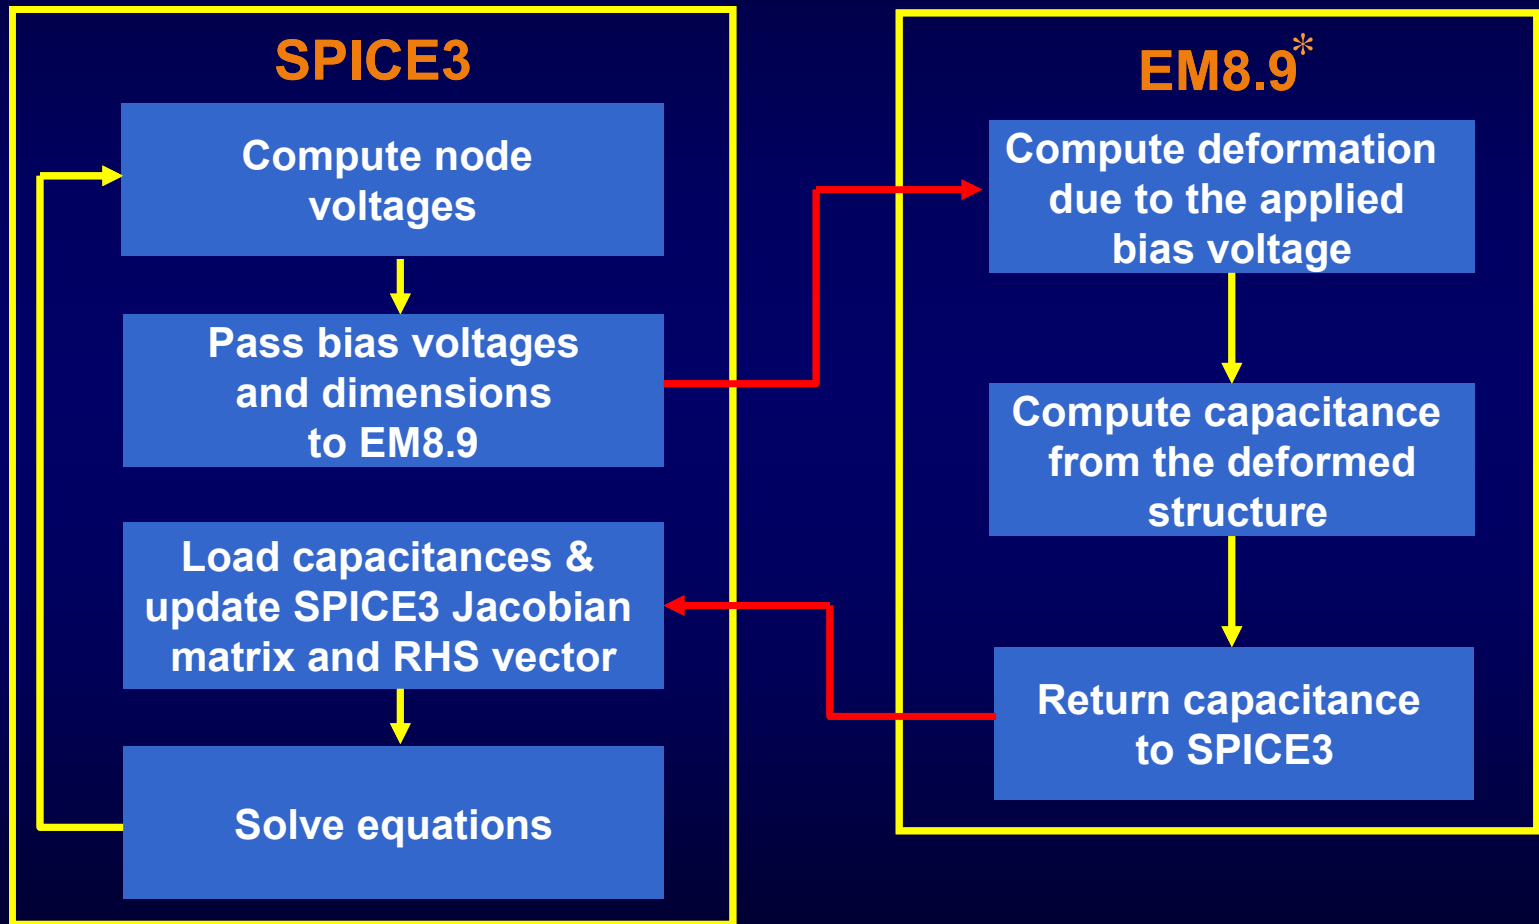 SPICE3
Compute node
voltages
Pass bias voltages
and dimensions
to EM8.9
Load capacitances &
update SPICE3 Jacobian
matrix and RHS vector
Solve equations
EM8.9*
Compute deformation
due to the applied
bias voltage
Compute capacitance
from the deformed
structure
Return capacitance
to SPICE3